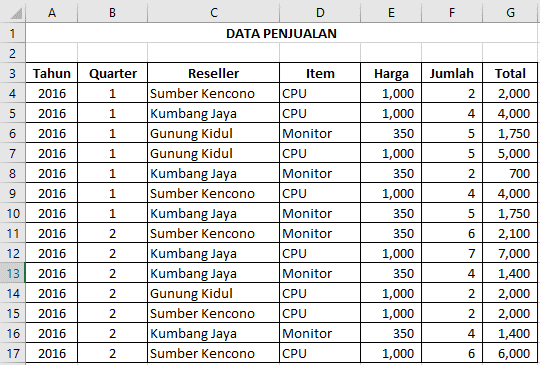 A B C D E F G
1 DATA PENJUALAN
2
3 Tahun Quarter Reseller Item Harga Jumlah Total
4 2016 1 Sumber Kencono CPU 1,000 2 2,000
5 2016 1 Kumbang Jaya CPU 1,000 4 4,000
6 2016 1 Gunung Kidul Monitor 350 5 1,750
7 2016 1 Gunung Kidul CPU 1,000 5 5,000
8 2016 1 Kumbang Jaya Monitor 350 2 700
9 2016 1 Sumber Kencono CPU 1,000 4 4,000
10 2016 1 Kumbang Jaya Monitor 350 5 1,750
11 2016 2 Sumber Kencono Monitor 350 6 2,100
12 2016 2 Kumbang Jaya CPU 1,000 7 7,000
13 2016 2 Kumbang Jaya Monitor 350 4 1,400
14 2016 2 Gunung Kidul CPU 1,000 2 2,000
15 2016 2 Sumber Kencono CPU 1,000 2 2,000
16 2016 2 Kumbang Jaya Monitor 350 4 1,400
17 2016 2 Sumber Kencono CPU 1,000 6 6,000